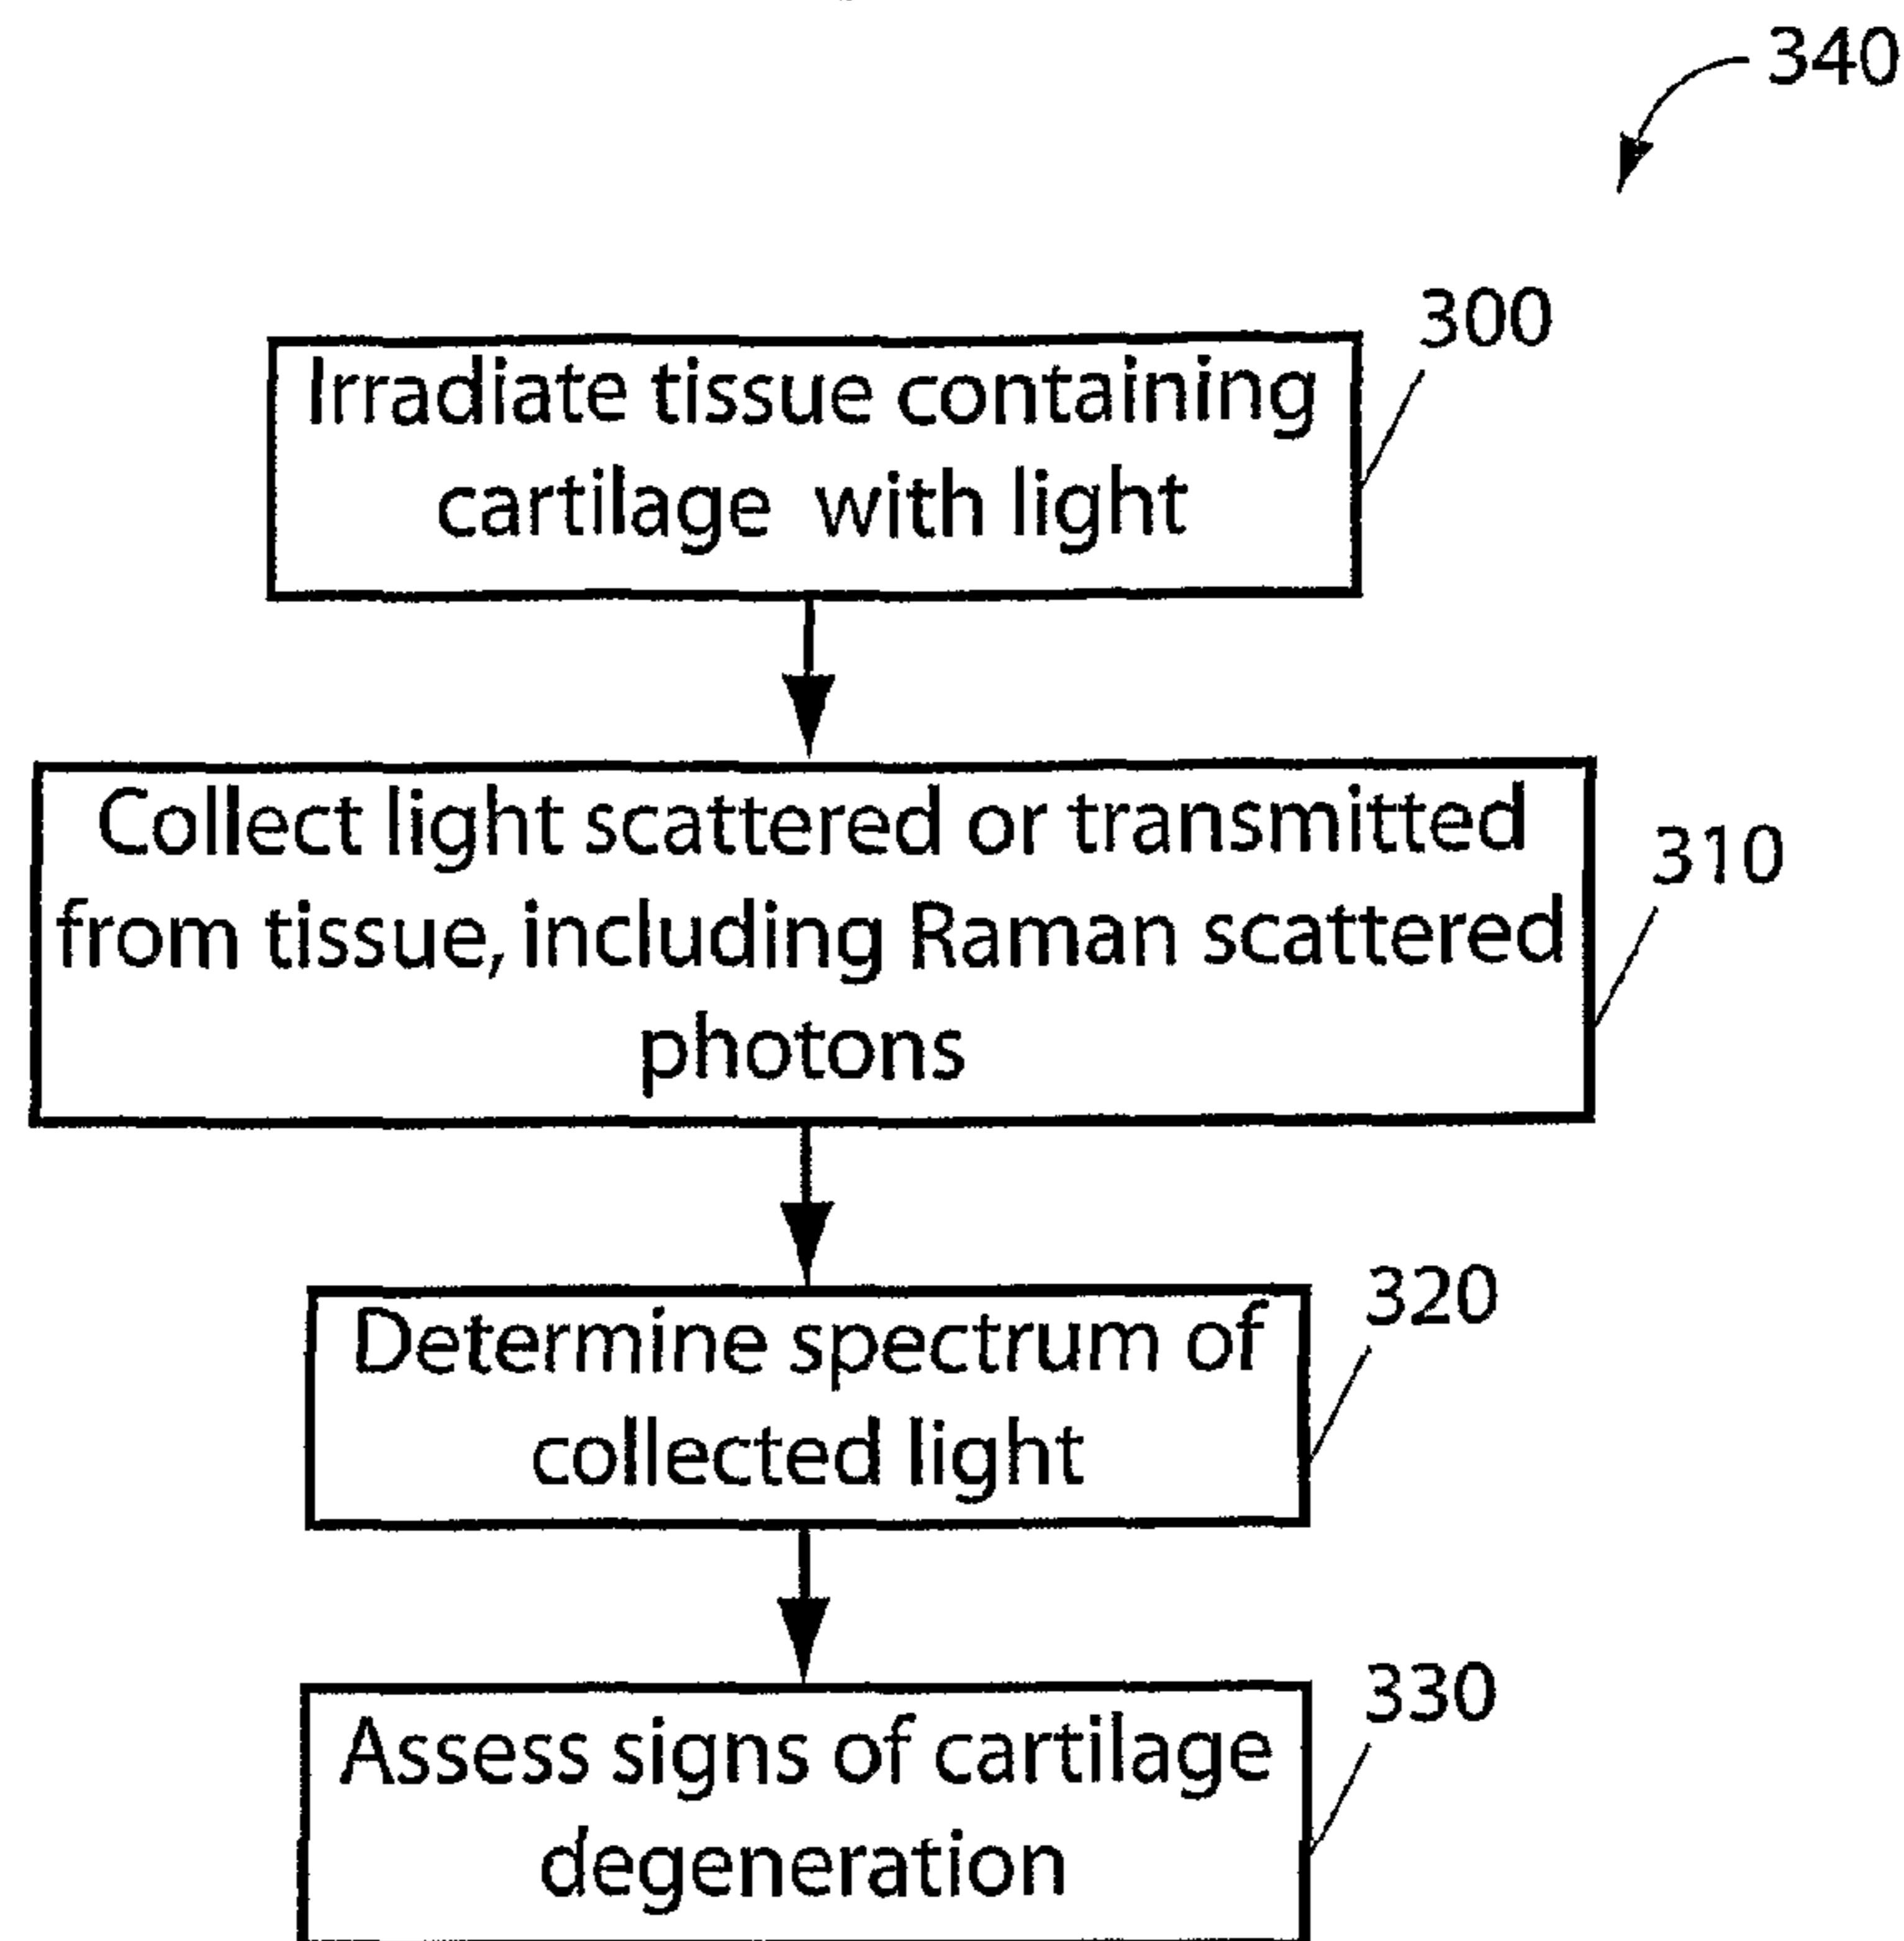 340
300
Irradiate tissue containing
cartilage with light
310
Collect light scattered or transmitted
from tissue, including Raman scattered
photons
320
Determine spectrum of
collected light
330
Assess signs of cartilage
degeneration